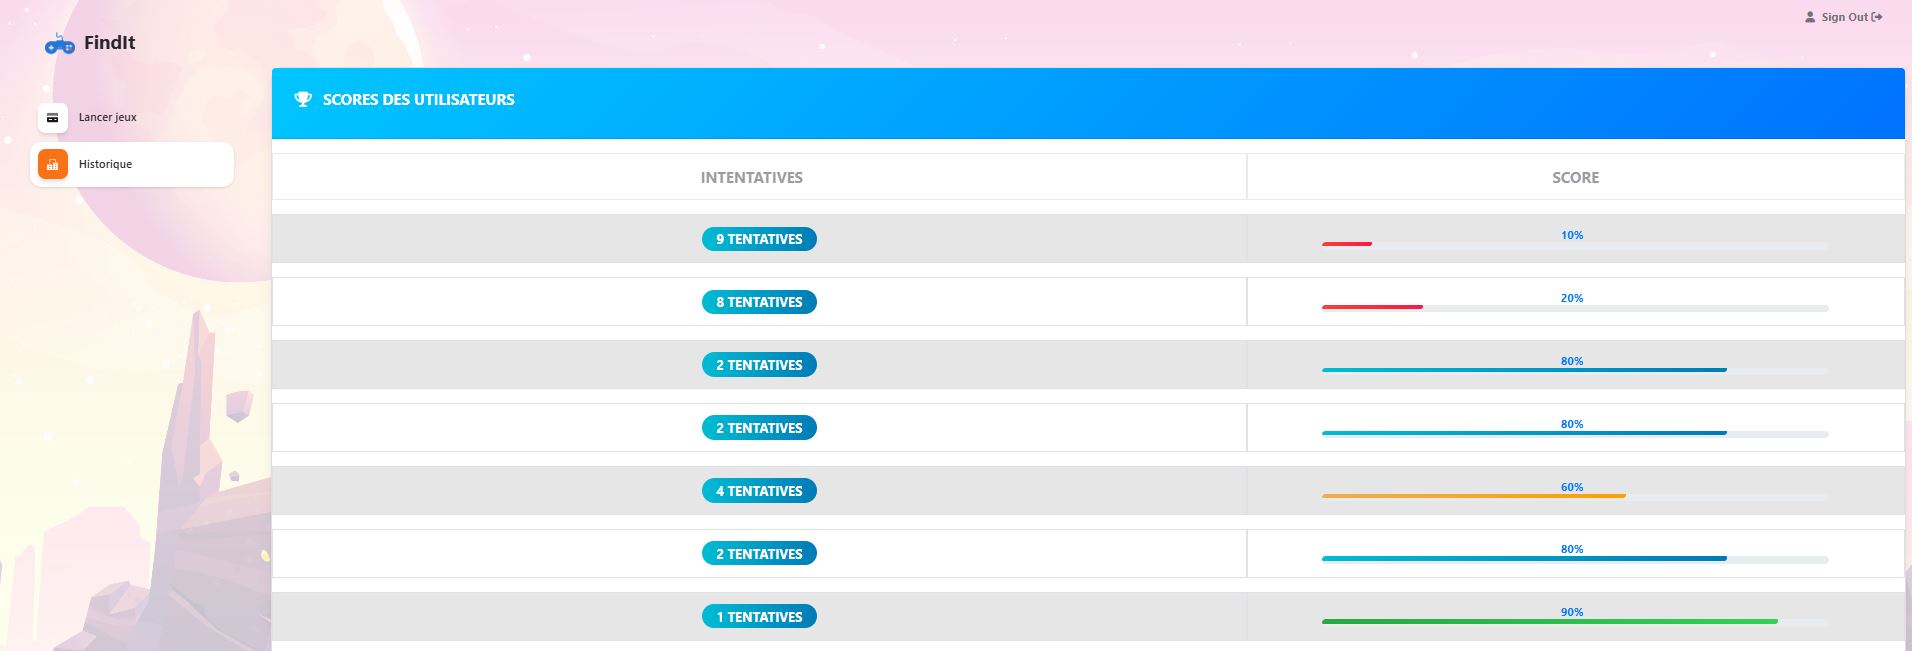 Sign Out
FindIt
SCORES DES UTILISATEURS
Lancer jeux
Historique
INTENTATIVES SCORE
9 TENTATIVES 10%
8 TENTATIVES 20%
2 TENTATIVES 80%
2 TENTATIVES 80%
4 TENTATIVES 60%
2 TENTATIVES 80%
1 TENTATIVES 90%